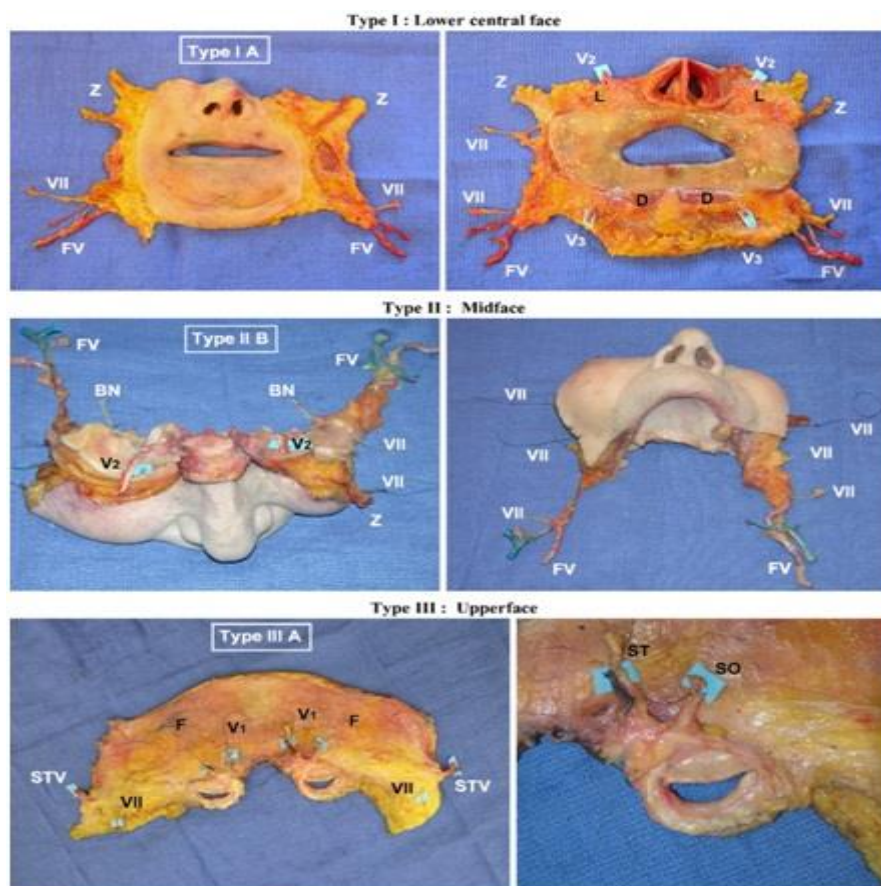 Type I : Lower central face
Type I A
Z
Z
VII
VII
FV
FV
V2
V2
L
L
Z
Z
VII
VII
D
D
VII
V3
V3
FV
FV
Type II : Midface
Type II B
FV
FV
BN
BN
V2
V2
VII
VII
Z
VII
VII
VII
VII
VII
VII
FV
FV
Type III : Upperface
Type III A
F
V1
V1
F
STV
STV
VII
VII
ST
SO